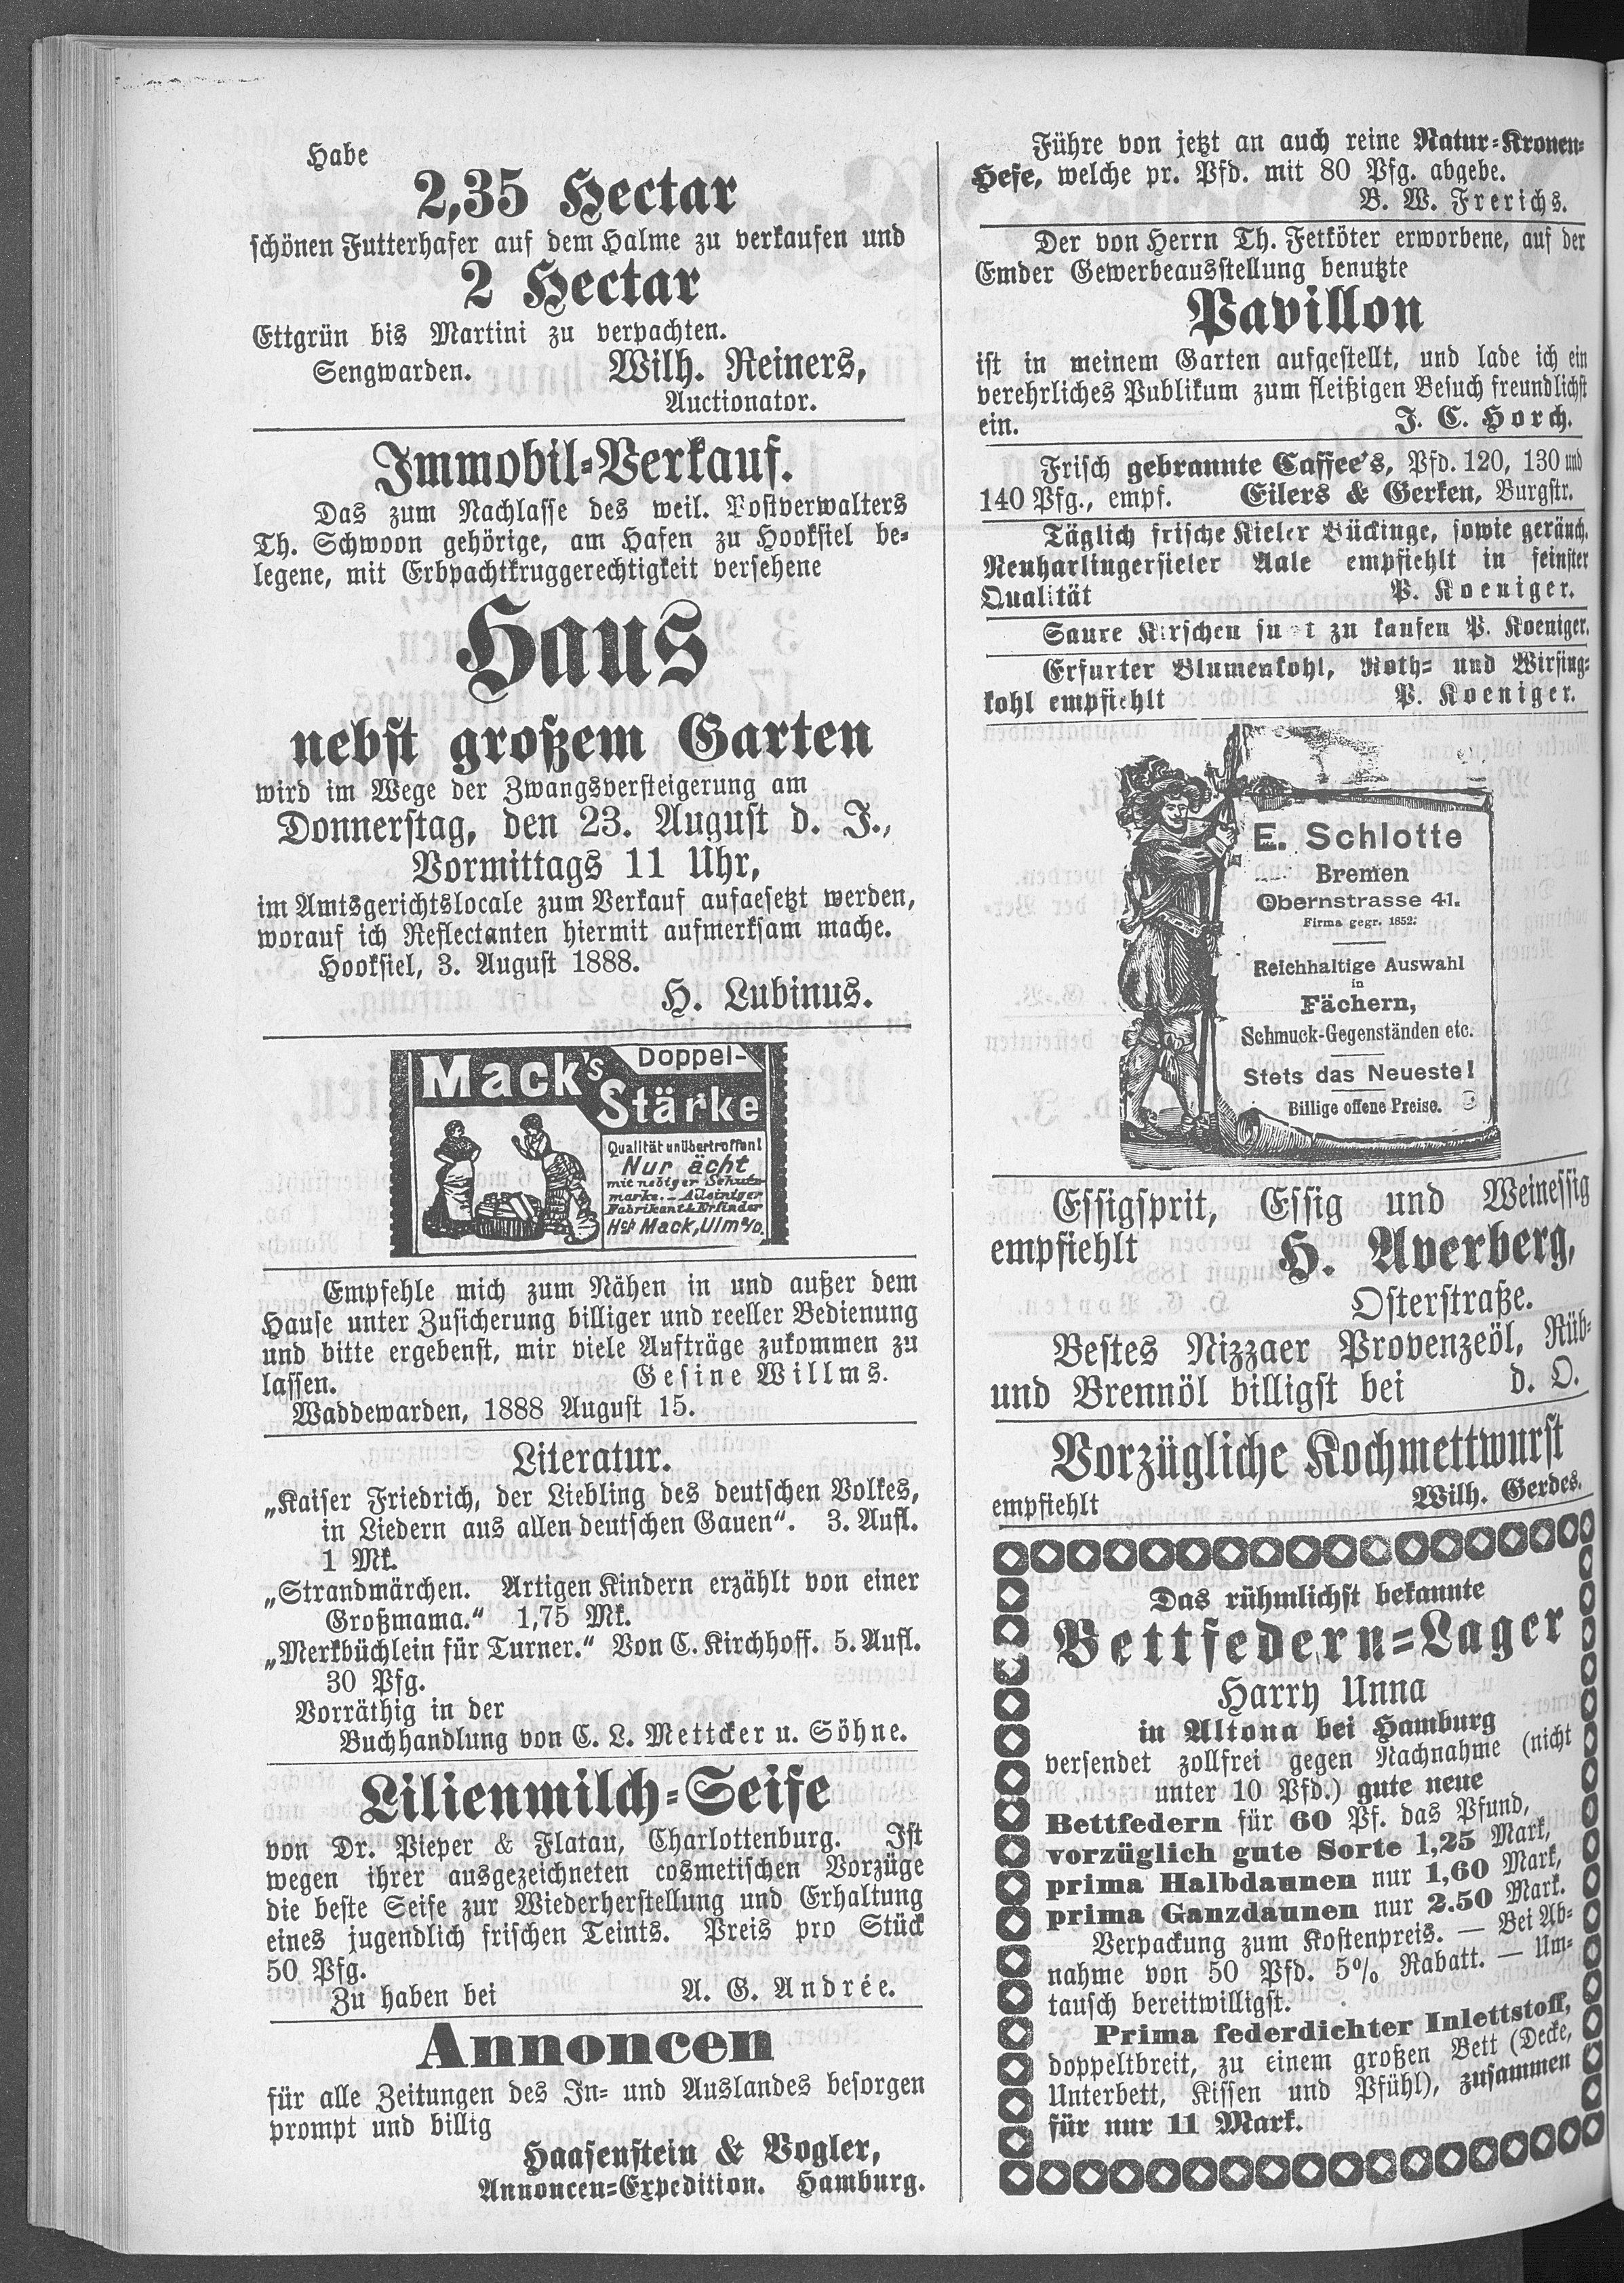 Habe
2,35 Hectar
schönen Futterhafer auf dem Halme zu verkaufen und
2 Hectar
Ettgrün bis Martini zu verpachten.
Sengwarden. Wilh. Reiners,
Auctionator.
Immobil-Verkauf.
Das zum Nachlasse des weil. Postverwalters
Th. Schwoon gehörige, am Hafen zu Hooksiel be-
legene, mit Erbpachtkruggerechtigkeit versehene
Haus
nebst großem Garten
wird im Wege der Zwangsversteigerung am
Donnerstag, den 23. August d. J.,
Vormittags 11 Uhr,
im Amtsgerichtslocale zum Verkauf aufgesetzt werden,
worauf ich Reflectanten hiermit aufmerksam mache.
Hooksiel, 3. August 1888.
H. Lubinus.
Mack's Doppel-
Stärke
Qualität unübertroffen!
Nur ächt
mit nebiger Schutz-
marke. – Alleiniger
Fabrikant & Erfinder
Hch Mack, Ulm a/D.
Empfehle mich zum Nähen in und außer dem
Hause unter Zusicherung billiger und reeller Bedienung
und bitte ergebenst, mir viele Aufträge zukommen zu
lassen. Gesine Willms.
Waddewarden, 1888 August 15.
Literatur.
„Kaiser Friedrich, der Liebling des deutschen Volkes,
in Liedern aus allen deutschen Gauen“. 3. Aufl.
1 Mk.
„Strandmärchen. Artigen Kindern erzählt von einer
Großmama.“ 1,75 Mk.
„Merkbüchlein für Turner.“ Von C. Kirchhoff. 5. Aufl.
30 Pfg.
Vorräthig in der
Buchhandlung von C. L. Mettcker u. Söhne.
Lilienmilch-Seife
von Dr. Pieper & Flatau, Charlottenburg. Ist
wegen ihrer ausgezeichneten cosmetischen Vorzüge
die beste Seife zur Wiederherstellung und Erhaltung
eines jugendlich frischen Teints. Preis pro Stück
50 Pfg.
Zu haben bei A. G. Andrée.
Annoncen
für alle Zeitungen des In- und Auslandes besorgen
prompt und billig
Haasenstein & Vogler,
Annoncen-Expedition. Hamburg.
Führe von jetzt an auch reine Natur-Kronen-
Hefe, welche pr. Pfd. mit 80 Pfg. abgebe.
B. W. Frerichs.
Der von Herrn Th. Fetköter erworbene, auf der
Emder Gewerbeausstellung benutzte
Pavillon
ist in meinem Garten aufgestellt, und lade ich ein
verehrliches Publikum zum fleißigen Besuch freundlichst
ein. J. C. Horch.
Frisch gebrannte Caffee's, Pfd. 120, 130 und
140 Pfg., empf. Eilers & Gerken, Burgstr.
Täglich frische Kieler Bückinge, sowie geräuch.
Neuharlingersieler Aale empfiehlt in feinster
Qualität P. Koeniger.
Saure Kirschen sucht zu kaufen P. Koeniger.
Erfurter Blumenkohl, Roth- und Wirsing-
kohl empfiehlt P. Koeniger.
E. Schlotte
Bremen
Obernstrasse 41.
Firma gegr. 1852.
Reichhaltige Auswahl
in
Fächern,
Schmuck-Gegenständen etc.
Stets das Neueste!
Billige offene Preise.
Essigsprit, Essig und Weinessig
empfiehlt H. Averberg,
Osterstraße.
Bestes Nizzaer Provenzeöl, Rüb-
und Brennöl billigst bei d. O.
Vorzügliche Kochmettwurst
empfiehlt Wilh. Gerdes.
Das rühmlichst bekannte
Bettfedern-Lager
Harry Unna
in Altona bei Hamburg
versendet zollfrei gegen Nachnahme (nicht
unter 10 Pfd.) gute neue
Bettfedern für 60 Pf. das Pfund,
vorzüglich gute Sorte 1,25 Mark,
prima Halbdaunen nur 1,60 Mark,
prima Ganzdaunen nur 2.50 Mark.
Verpackung zum Kostenpreis. — Bei Ab-
nahme von 50 Pfd. 5% Rabatt. — Um-
tausch bereitwilligst.
Prima federdichter Inlettstoff,
doppeltbreit, zu einem großen Bett (Decke,
Unterbett, Kissen und Pfühl), zusammen
für nur 11 Mark.